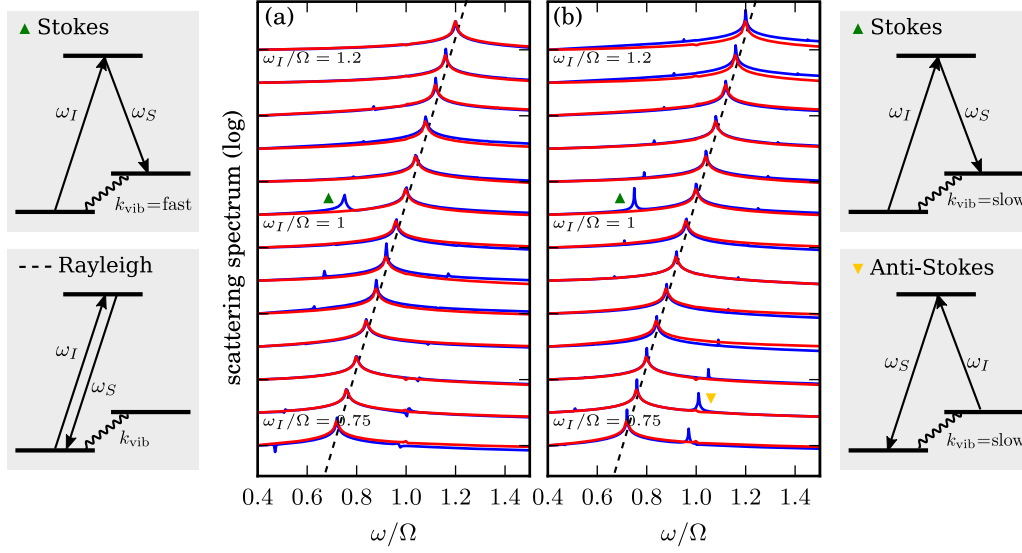 ▲ Stokes
ω_I
ω_S
k_vib=fast
--- Rayleigh
ω_I
ω_S
k_vib
scattering spectrum (log)
(a)
ω_I/Ω = 1.2
ω_I/Ω = 1
ω_I/Ω = 0.75
0.4 0.6 0.8 1.0 1.2 1.4
ω/Ω
(b)
ω_I/Ω = 1.2
ω_I/Ω = 1
ω_I/Ω = 0.75
0.4 0.6 0.8 1.0 1.2 1.4
ω/Ω
▲ Stokes
ω_I
ω_S
k_vib=slow
▼ Anti-Stokes
ω_S
ω_I
k_vib=slow